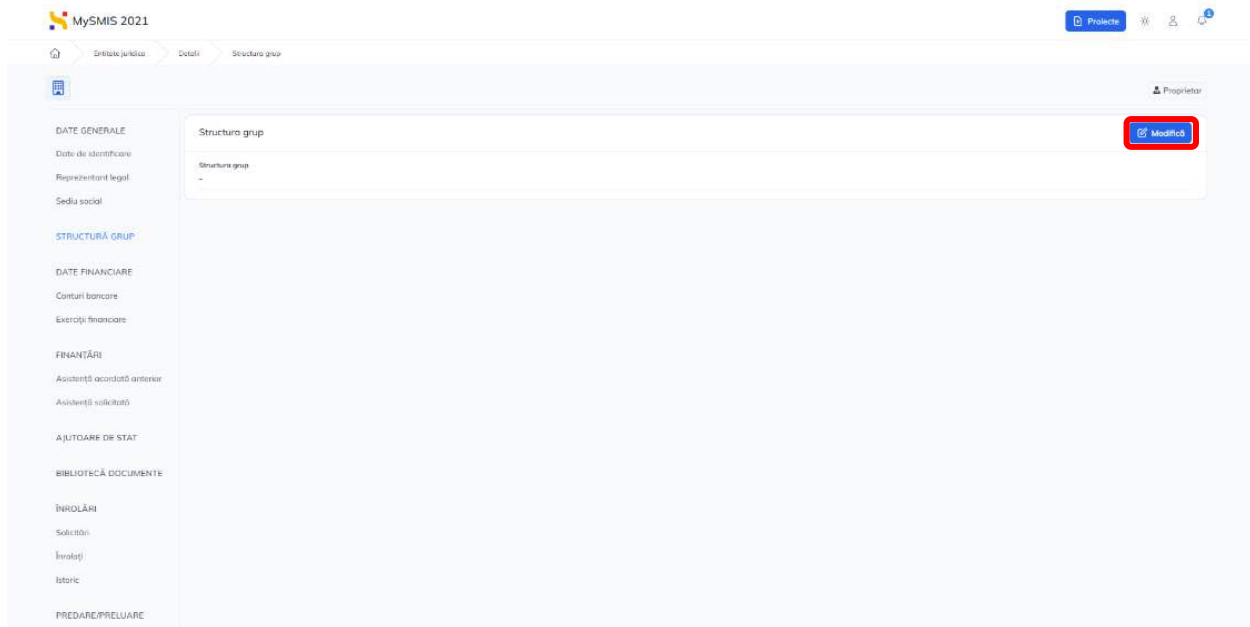 MySMIS 2021
Proiecte
1
Entitate juridica
Detalii
Structura grup
Proprietar
DATE GENERALE
Date de identificare
Reprezentant legal
Sediu social
STRUCTURĂ GRUP
DATE FINANCIARE
Conturi bancare
Exerciții financiare
FINANȚĂRI
Asistență acordată anterior
Asistență solicitată
AJUTOARE DE STAT
BIBLIOTECĂ DOCUMENTE
ÎNROLĂRI
Solicitări
Înrolați
Istoric
PREDARE/PRELUARE
Structura grup
Modifică
Structura grup
-